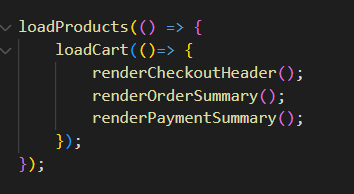 loadProducts(() => {
    loadCart(()=> {
        renderCheckoutHeader();
        renderOrderSummary();
        renderPaymentSummary();
    });
});